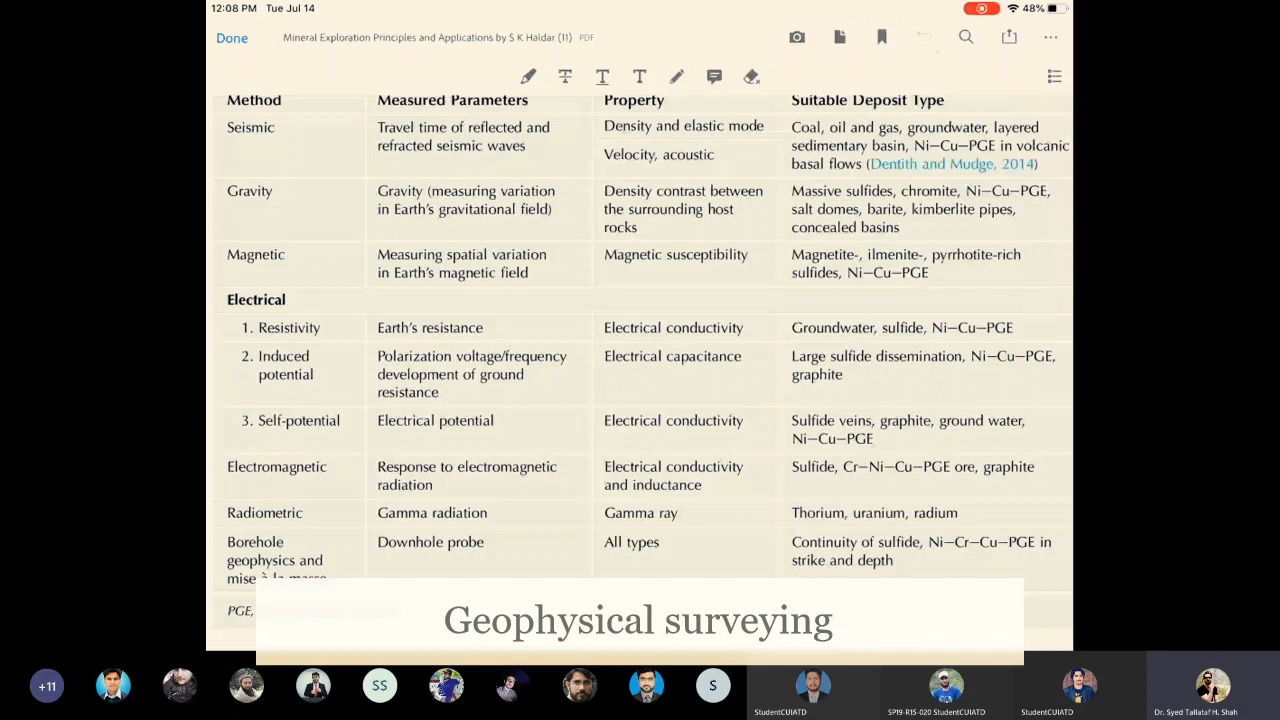 12:08 PM Tue Jul 14
48%
Done
Mineral Exploration Principles and Applications by S K Haldar (11) PDF
Method Measured Parameters Property Suitable Deposit Type
Seismic Travel time of reflected and refracted seismic waves Density and elastic mode Velocity, acoustic Coal, oil and gas, groundwater, layered sedimentary basin, Ni−Cu−PGE in volcanic basal flows (Dentith and Mudge, 2014)
Gravity Gravity (measuring variation in Earth's gravitational field) Density contrast between the surrounding host rocks Massive sulfides, chromite, Ni−Cu−PGE, salt domes, barite, kimberlite pipes, concealed basins
Magnetic Measuring spatial variation in Earth's magnetic field Magnetic susceptibility Magnetite-, ilmenite-, pyrrhotite-rich sulfides, Ni−Cu−PGE
Electrical
1. Resistivity Earth's resistance Electrical conductivity Groundwater, sulfide, Ni−Cu−PGE
2. Induced potential Polarization voltage/frequency development of ground resistance Electrical capacitance Large sulfide dissemination, Ni−Cu−PGE, graphite
3. Self-potential Electrical potential Electrical conductivity Sulfide veins, graphite, ground water, Ni−Cu−PGE
Electromagnetic Response to electromagnetic radiation Electrical conductivity and inductance Sulfide, Cr−Ni−Cu−PGE ore, graphite
Radiometric Gamma radiation Gamma ray Thorium, uranium, radium
Borehole geophysics and mise à la masse Downhole probe All types Continuity of sulfide, Ni−Cr−Cu−PGE in strike and depth
PGE,
Geophysical surveying
+11
SS
S
StudentCUIATD
SP19-R15-020 StudentCUIATD
StudentCUIATD
Dr. Syed Tallataf H. Shah